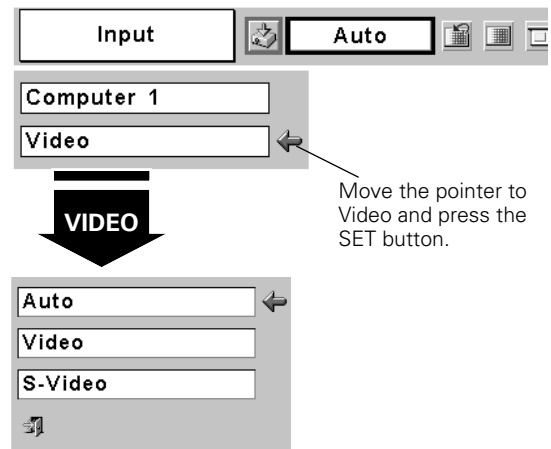 Input
Auto
Computer 1
Video
Move the pointer to
Video and press the
SET button.
VIDEO
Auto
Video
S-Video